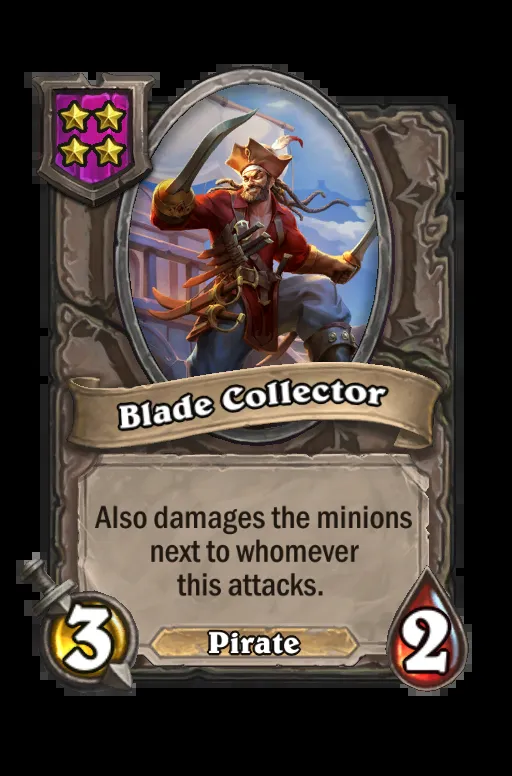 Blade Collector
Also damages the minions
next to whomever
this attacks.
3
Pirate
2